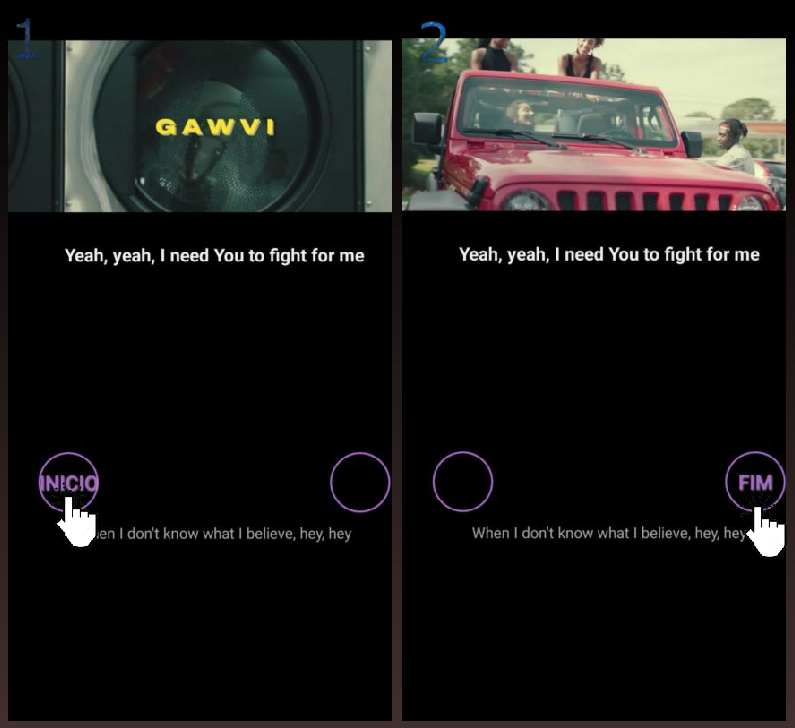 1
GAWVI
Yeah, yeah, I need You to fight for me
INICIO
en I don't know what I believe, hey, hey
2
Yeah, yeah, I need You to fight for me
FIM
When I don't know what I believe, hey, hey